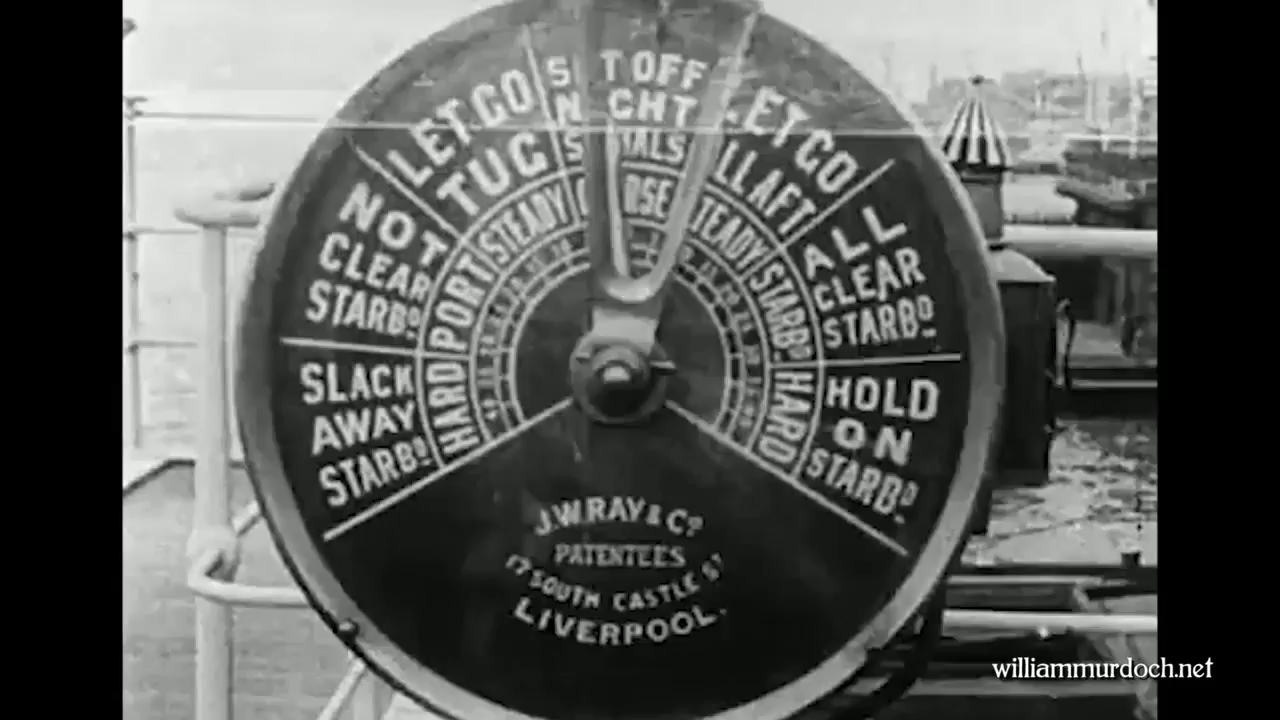 LET GO
TUG
OFF
LET GO
ALL AFT
NOT
CLEAR
STARBD
ALL
CLEAR
STARBD
SLACK
AWAY
STARBD
HOLD
ON
STARBD
HARD PORT STEADY
STEADY STARBD HARD
J.W.RAY & Co
PATENTEES
17 SOUTH CASTLE ST
LIVERPOOL.
williammurdoch.net